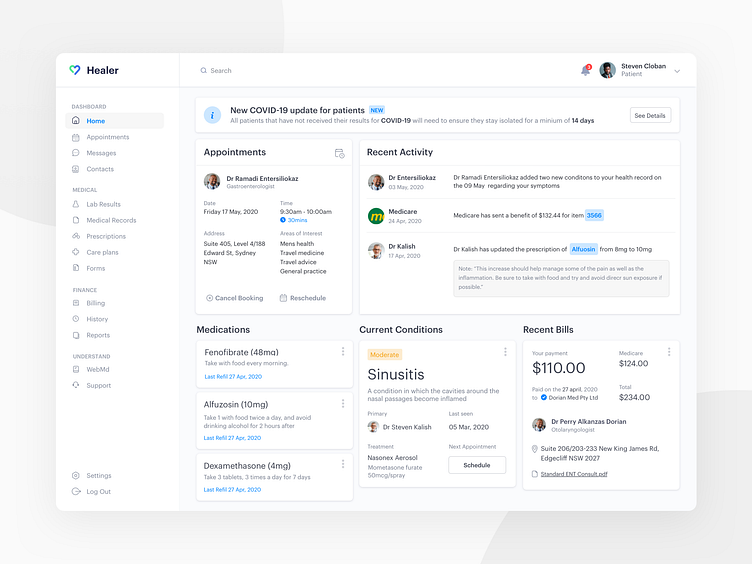 Healer
Search
3
Steven Cloban
Patient
DASHBOARD
Home
Appointments
Messages
Contacts
MEDICAL
Lab Results
Medical Records
Prescriptions
Care plans
Forms
FINANCE
Billing
History
Reports
UNDERSTAND
WebMd
Support
Settings
Log Out
i
New COVID-19 update for patients NEW
All patients that have not received their results for COVID-19 will need to ensure they stay isolated for a minium of 14 days
See Details
Appointments
Dr Ramadi Entersiliokaz
Gastroenterologist
Date
Friday 17 May, 2020
Time
9:30am - 10:00am
30mins
Address
Suite 405, Level 4/188
Edward St, Sydney
NSW
Areas of Interest
Mens health
Travel medicine
Travel advice
General practice
Cancel Booking
Reschedule
Recent Activity
Dr Entersiliokaz
03 May, 2020
Dr Ramadi Entersiliokaz added two new conditons to your health record on
the 09 May regarding your symptoms
m
Medicare
24 Apr, 2020
Medicare has sent a benefit of $132.44 for item 3566
Dr Kalish
17 Apr, 2020
Dr Kalish has updated the prescription of Alfuosin from 8mg to 10mg
Note: "This increase should help manage some of the pain as well as the
inflammation. Be sure to take with food and try and avoid direcr sun exposure if
possible."
Medications
Fenofibrate (48mg)
Take with food every morning.
Last Refil 27 Apr, 2020
Alfuzosin (10mg)
Take 1 with food twice a day, and avoid
drinking alcohol for 2 hours after
Last Refil 27 Apr, 2020
Dexamethasone (4mg)
Take 3 tablets, 3 times a day for 7 days
Last Refil 27 Apr, 2020
Current Conditions
Moderate
Sinusitis
A condition in which the cavities around the
nasal passages become inflamed
Primary
Dr Steven Kalish
Last seen
05 Mar, 2020
Treatment
Nasonex Aerosol
Mometasone furate
50mcg/spray
Next Appointment
Schedule
Recent Bills
Your payment
$110.00
Medicare
$124.00
Paid on the 27 april, 2020
to Dorian Med Pty Ltd
Total
$234.00
Dr Perry Alkanzas Dorian
Otolaryngologist
Suite 206/203-233 New King James Rd,
Edgecliff NSW 2027
Standard ENT Consult.pdf